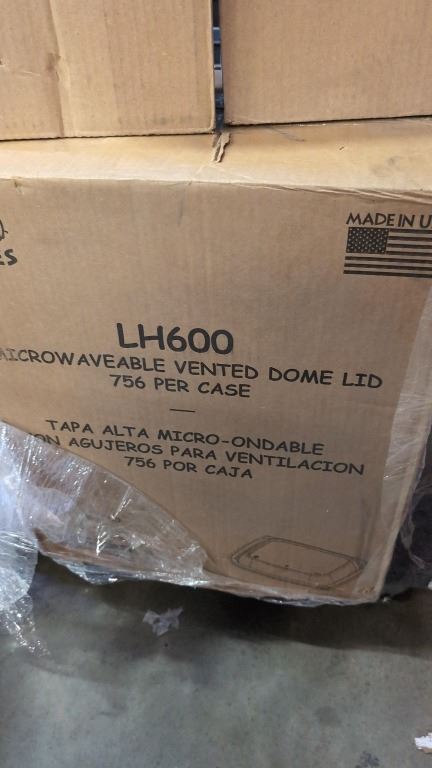 MADE IN U
LH600
MICROWAVEABLE VENTED DOME LID
756 PER CASE
TAPA ALTA MICRO-ONDABLE
ON AGUJEROS PARA VENTILACION
756 POR CAJA